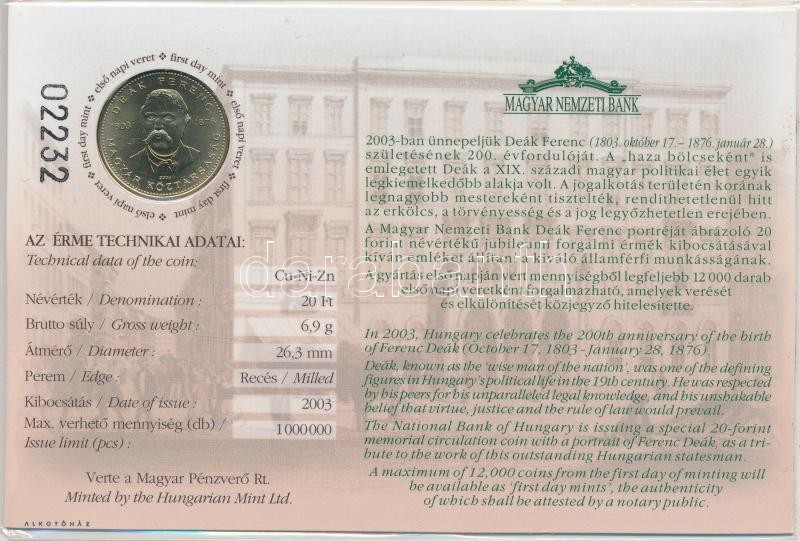 02232
első napi veret ❖ first day mint ❖ első napi veret ❖ first day mint ❖ első napi veret ❖ first day mint ❖
DEÁK FERENC
1803 1876
2003
MAGYAR KÖZTÁRSASÁG
AZ ÉRME TECHNIKAI ADATAI:
Technical data of the coin:
Cu-Ni-Zn
Névérték / Denomination : 20 Ft
Brutto súly / Gross weight : 6,9 g
Átmérő / Diameter : 26,3 mm
Perem / Edge : Recés / Milled
Kibocsátás / Date of issue : 2003
Max. verhető mennyiség (db) /
Issue limit (pcs) : 1000000
Verte a Magyar Pénzverő Rt.
Minted by the Hungarian Mint Ltd.
ALKOTÓHÁZ
MAGYAR NEMZETI BANK
2003-ban ünnepeljük Deák Ferenc (1803. október 17. – 1876. január 28.)
születésének 200. évfordulóját. A „haza bölcseként" is
emlegetett Deák a XIX. századi magyar politikai élet egyik
legkiemelkedőbb alakja volt. A jogalkotás területén korának
legnagyobb mestereként tisztelték, rendíthetetlenül hitt
az erkölcs, a törvényesség és a jog legyőzhetetlen erejében.
A Magyar Nemzeti Bank Deák Ferenc portréját ábrázoló 20
forint névértékű jubileumi forgalmi érmék kibocsátásával
kíván emléket állítani a kiváló államférfi munkásságának.
A gyártás első napján vert mennyiségből legfeljebb 12 000 darab
első napi veretként forgalmazható, amelyek verését
és elkülönítését közjegyző hitelesítette.
In 2003, Hungary celebrates the 200th anniversary of the birth
of Ferenc Deák (October 17, 1803 - January 28, 1876).
Deák, known as the 'wise man of the nation', was one of the defining
figures in Hungary's political life in the 19th century. He was respected
by his peers for his unparalleled legal knowledge, and his unshakable
belief that virtue, justice and the rule of law would prevail.
The National Bank of Hungary is issuing a special 20-forint
memorial circulation coin with a portrait of Ferenc Deák, as a tri-
bute to the work of this outstanding Hungarian statesman.
A maximum of 12,000 coins from the first day of minting will
be available as 'first day mints', the authenticity
of which shall be attested by a notary public.